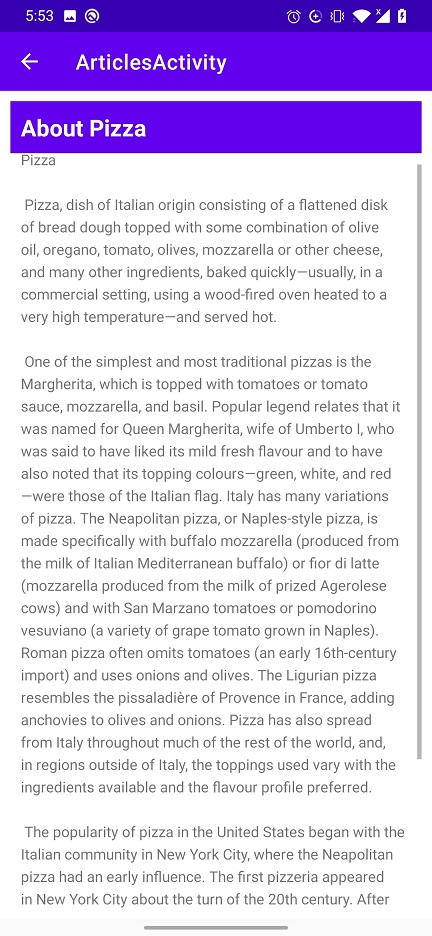 5:53
ArticlesActivity
About Pizza
Pizza
Pizza, dish of Italian origin consisting of a flattened disk
of bread dough topped with some combination of olive
oil, oregano, tomato, olives, mozzarella or other cheese,
and many other ingredients, baked quickly—usually, in a
commercial setting, using a wood-fired oven heated to a
very high temperature—and served hot.
One of the simplest and most traditional pizzas is the
Margherita, which is topped with tomatoes or tomato
sauce, mozzarella, and basil. Popular legend relates that it
was named for Queen Margherita, wife of Umberto I, who
was said to have liked its mild fresh flavour and to have
also noted that its topping colours—green, white, and red
—were those of the Italian flag. Italy has many variations
of pizza. The Neapolitan pizza, or Naples-style pizza, is
made specifically with buffalo mozzarella (produced from
the milk of Italian Mediterranean buffalo) or fior di latte
(mozzarella produced from the milk of prized Agerolese
cows) and with San Marzano tomatoes or pomodorino
vesuviano (a variety of grape tomato grown in Naples).
Roman pizza often omits tomatoes (an early 16th-century
import) and uses onions and olives. The Ligurian pizza
resembles the pissaladière of Provence in France, adding
anchovies to olives and onions. Pizza has also spread
from Italy throughout much of the rest of the world, and,
in regions outside of Italy, the toppings used vary with the
ingredients available and the flavour profile preferred.
The popularity of pizza in the United States began with the
Italian community in New York City, where the Neapolitan
pizza had an early influence. The first pizzeria appeared
in New York City about the turn of the 20th century. After